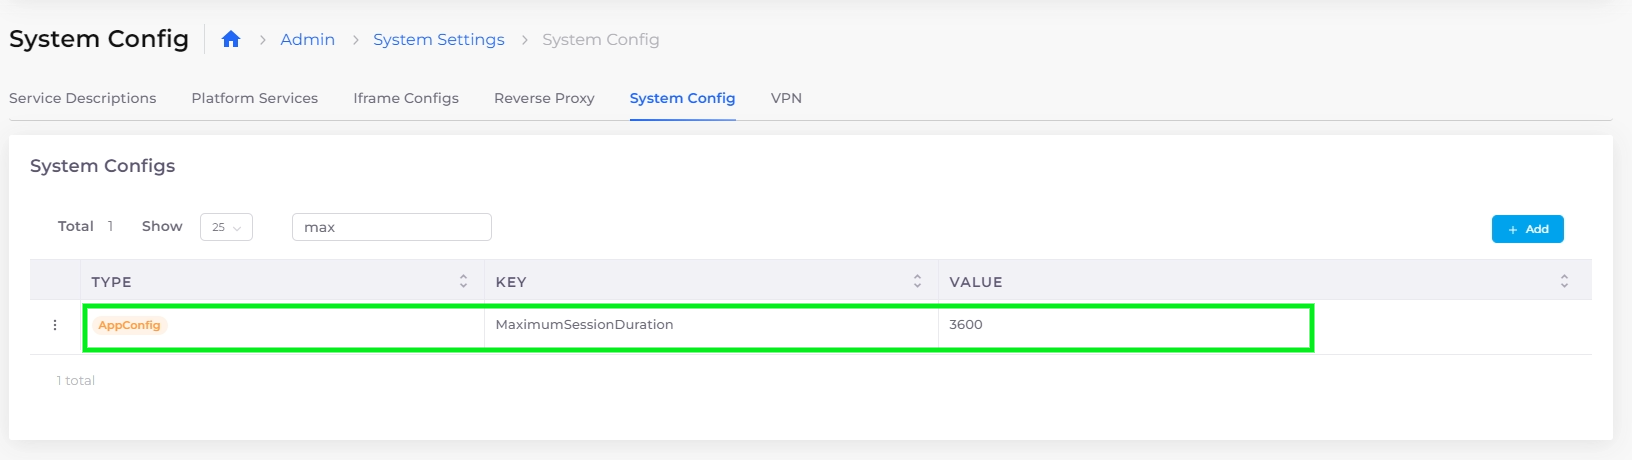 System Config Admin System Settings System Config
Service Descriptions Platform Services Iframe Configs Reverse Proxy System Config VPN
System Configs
Total 1 Show 25 max + Add
TYPE KEY VALUE
AppConfig MaximumSessionDuration 3600
1 total